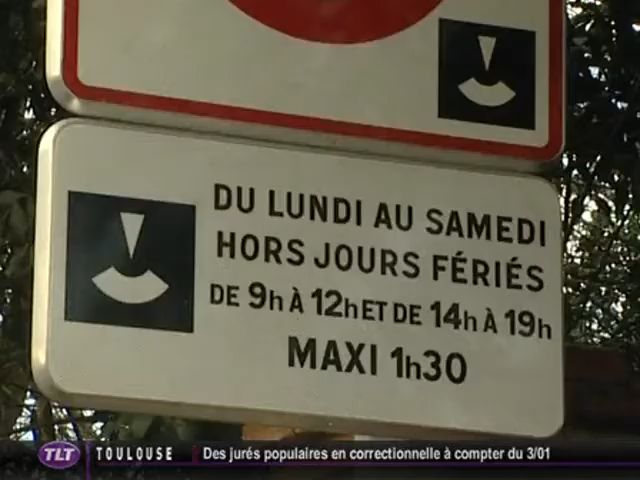 DU LUNDI AU SAMEDI
HORS JOURS FÉRIÉS
DE 9h À 12h ET DE 14h À 19h
MAXI 1h30
TLT TOULOUSE Des jurés populaires en correctionnelle à compter du 3/01